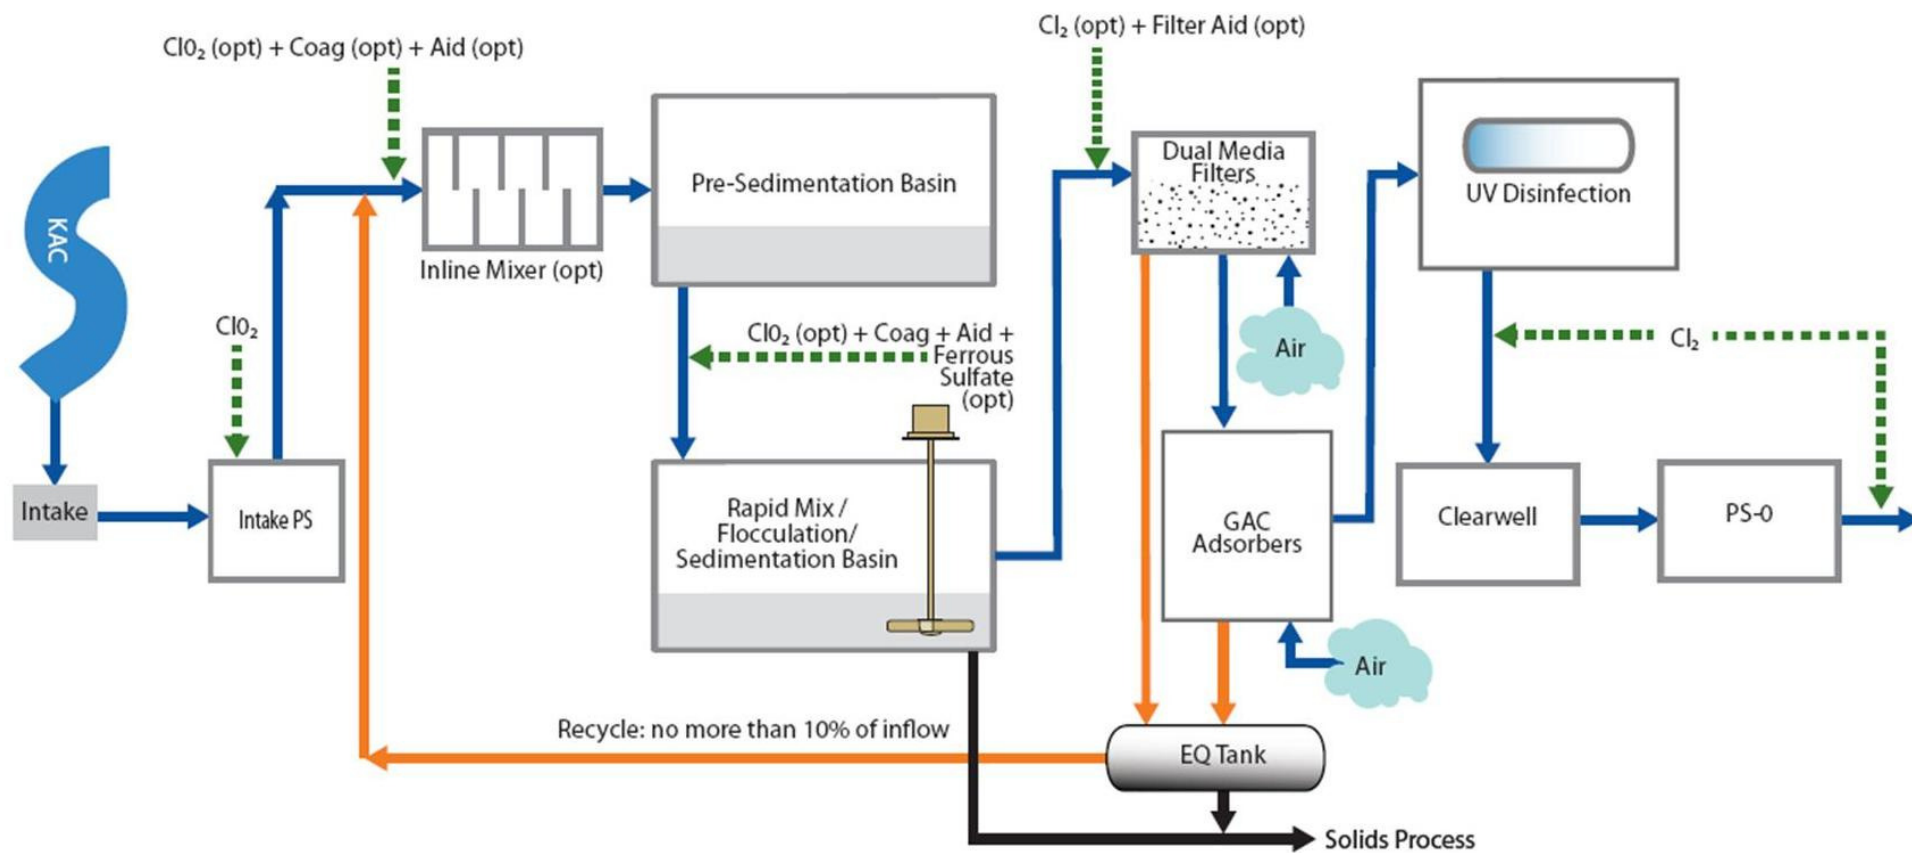 ClO₂ (opt) + Coag (opt) + Aid (opt)
Cl₂ (opt) + Filter Aid (opt)
KAC
Inline Mixer (opt)
Pre-Sedimentation Basin
Dual Media
Filters
UV Disinfection
ClO₂
ClO₂ (opt) + Coag + Aid +
Ferrous
Sulfate
(opt)
Air
Cl₂
Intake
Intake PS
Rapid Mix /
Flocculation/
Sedimentation Basin
GAC
Adsorbers
Clearwell
PS-0
Air
Recycle: no more than 10% of inflow
EQ Tank
Solids Process